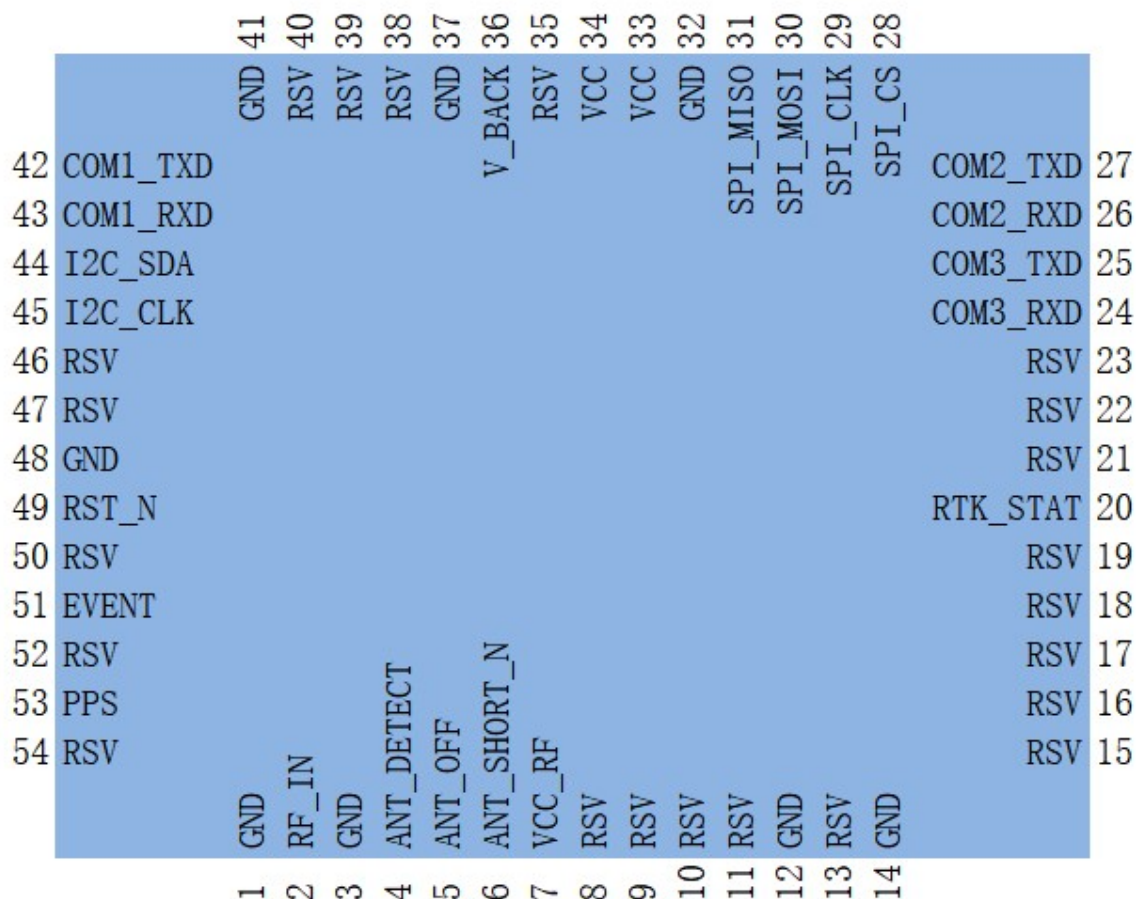 41 40 39 38 37 36 35 34 33 32 31 30 29 28
GND RSV RSV RSV GND V_BACK RSV VCC VCC GND SPI_MISO SPI_MOSI SPI_CLK SPI_CS
42 COM1_TXD COM2_TXD 27
43 COM1_RXD COM2_RXD 26
44 I2C_SDA COM3_TXD 25
45 I2C_CLK COM3_RXD 24
46 RSV RSV 23
47 RSV RSV 22
48 GND RSV 21
49 RST_N RTK_STAT 20
50 RSV RSV 19
51 EVENT RSV 18
52 RSV RSV 17
53 PPS RSV 16
54 RSV RSV 15
GND RF_IN GND ANT_DETECT ANT_OFF ANT_SHORT_N VCC_RF RSV RSV RSV RSV GND RSV GND
1 2 3 4 5 6 7 8 9 10 11 12 13 14